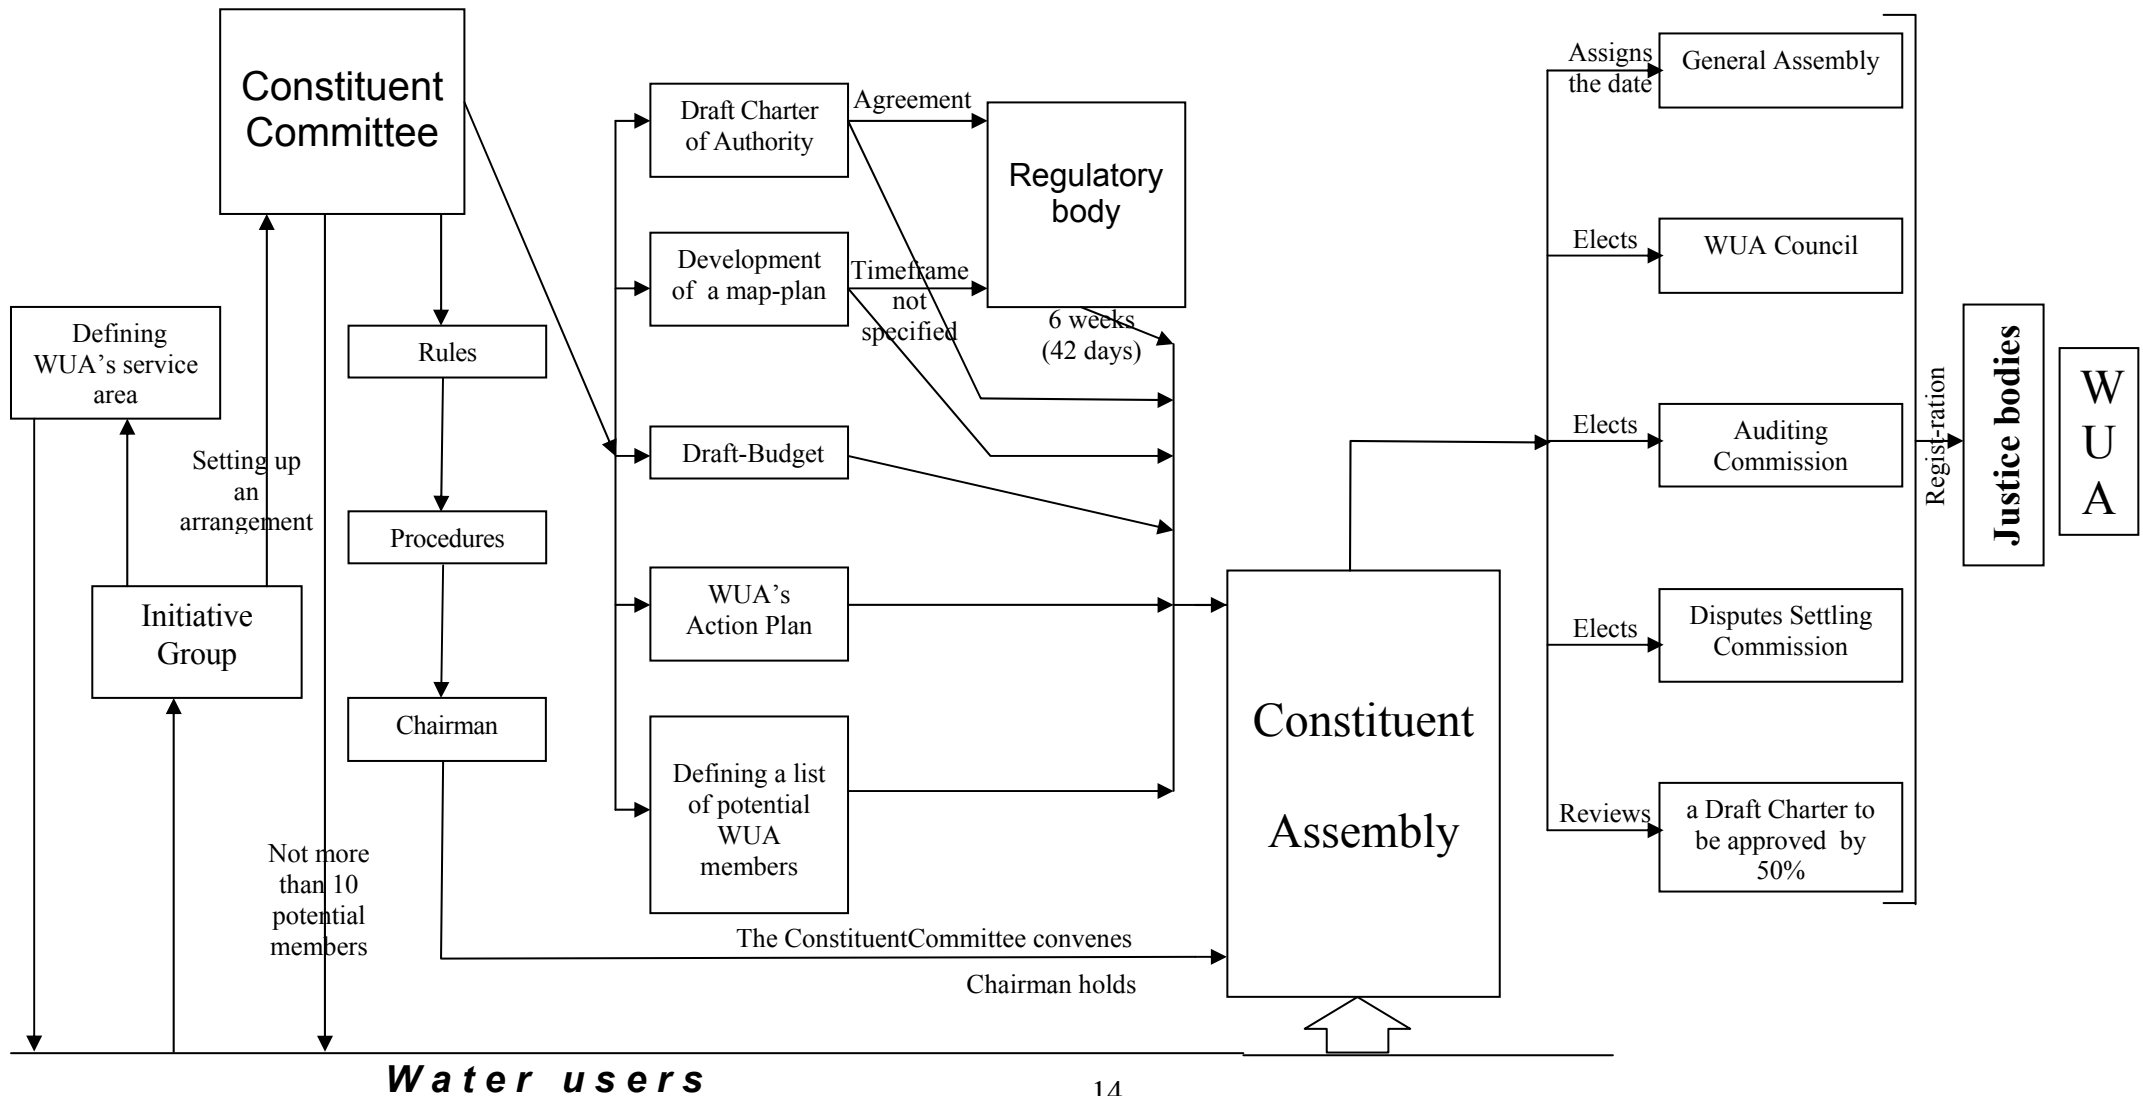 Constituent
Committee
Defining
WUA's service
area
Setting up
an
arrangement
Initiative
Group
Not more
than 10
potential
members
Rules
Procedures
Chairman
Draft Charter
of Authority
Development
of a map-plan
Draft-Budget
WUA's
Action Plan
Defining a list
of potential
WUA
members
Agreement
Timeframe
not
specified
Regulatory
body
6 weeks
(42 days)
The ConstituentCommittee convenes
Chairman holds
Constituent
Assembly
Assigns
the date
General Assembly
Elects
WUA Council
Elects
Auditing
Commission
Elects
Disputes Settling
Commission
Reviews
a Draft Charter to
be approved by
50%
Regist-ration
Justice bodies
W
U
A
Water users
14